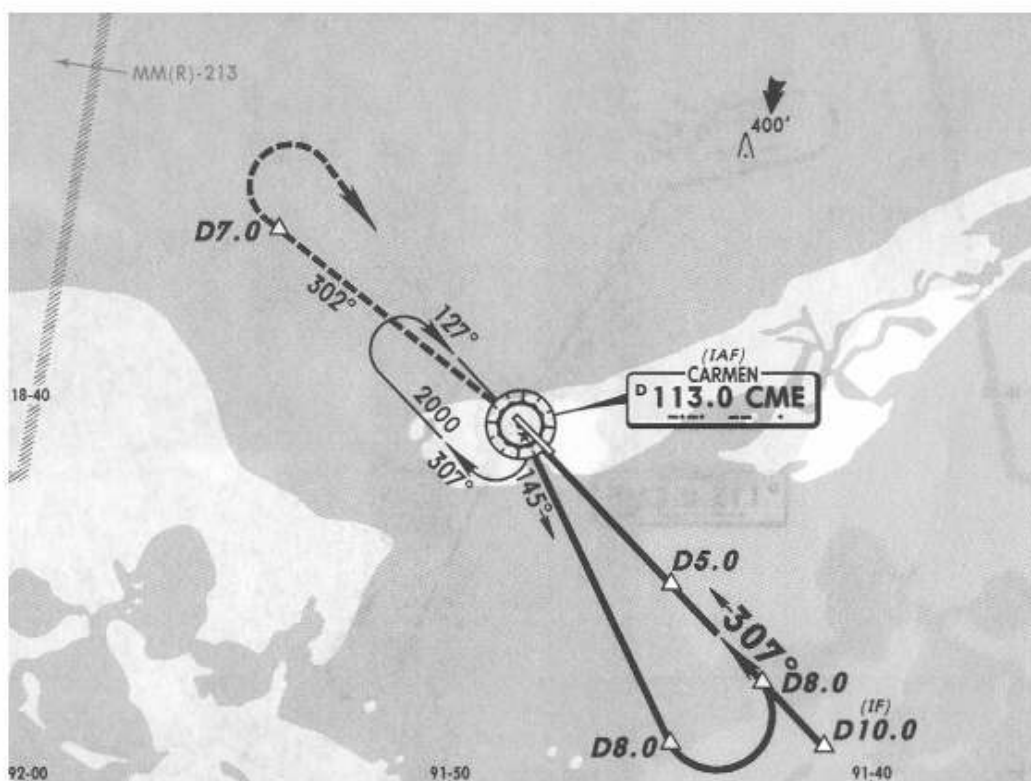 MM(R)-213
400'
D7.0
302°
127°
(IAF)
CARMEN
D 113.0 CME
18-40
2000
307°
145°
D5.0
307°
D8.0
(IF)
D10.0
D8.0
92-00
91-50
91-40